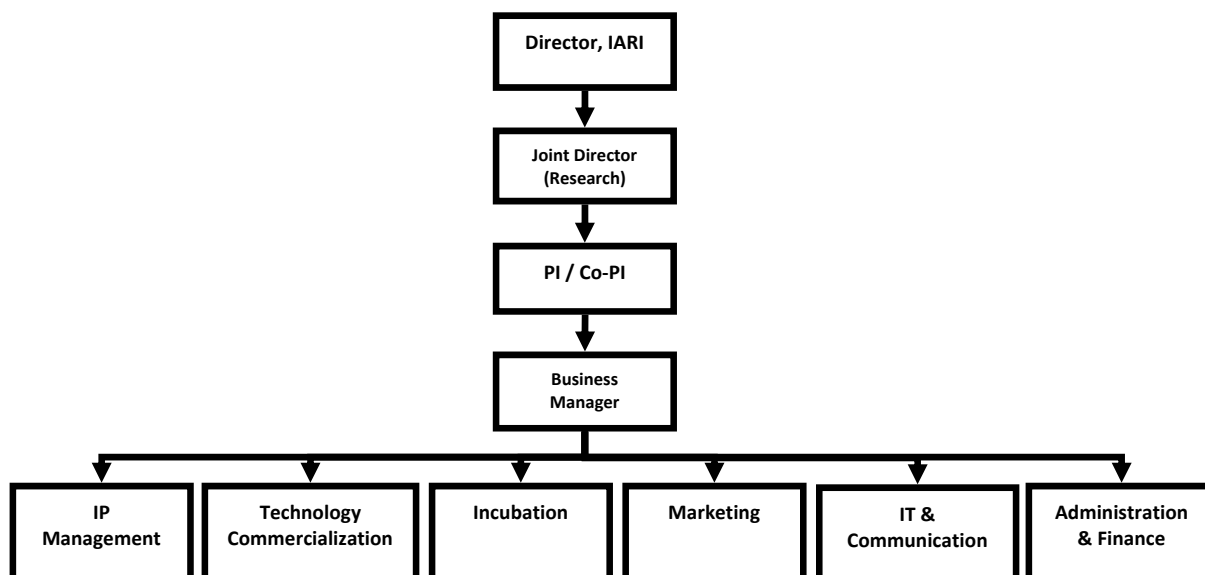 Director, IARI
Joint Director
(Research)
PI / Co-PI
Business
Manager
IP
Management
Technology
Commercialization
Incubation
Marketing
IT &
Communication
Administration
& Finance